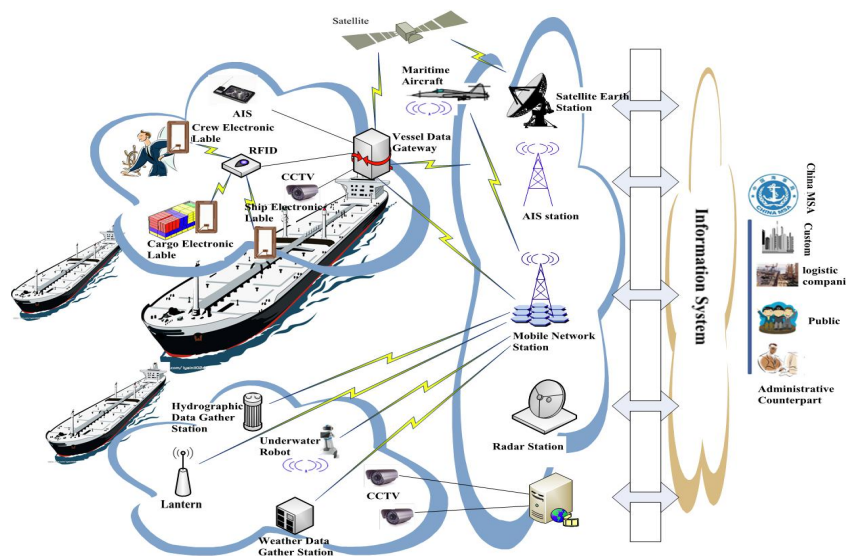 Satellite
Maritime
Aircraft
Satellite Earth
Station
AIS
Crew Electronic
Lable
RFID
Vessel Data
Gateway
CCTV
Ship Electronic
Lable
Cargo Electronic
Lable
AIS station
Mobile Network
Station
Hydrographic
Data Gather
Station
Underwater
Robot
Radar Station
Lantern
CCTV
Weather Data
Gather Station
Information System
China MSA
CHINA MSA
Custom
logistic
compani
Public
Administrative
Counterpart